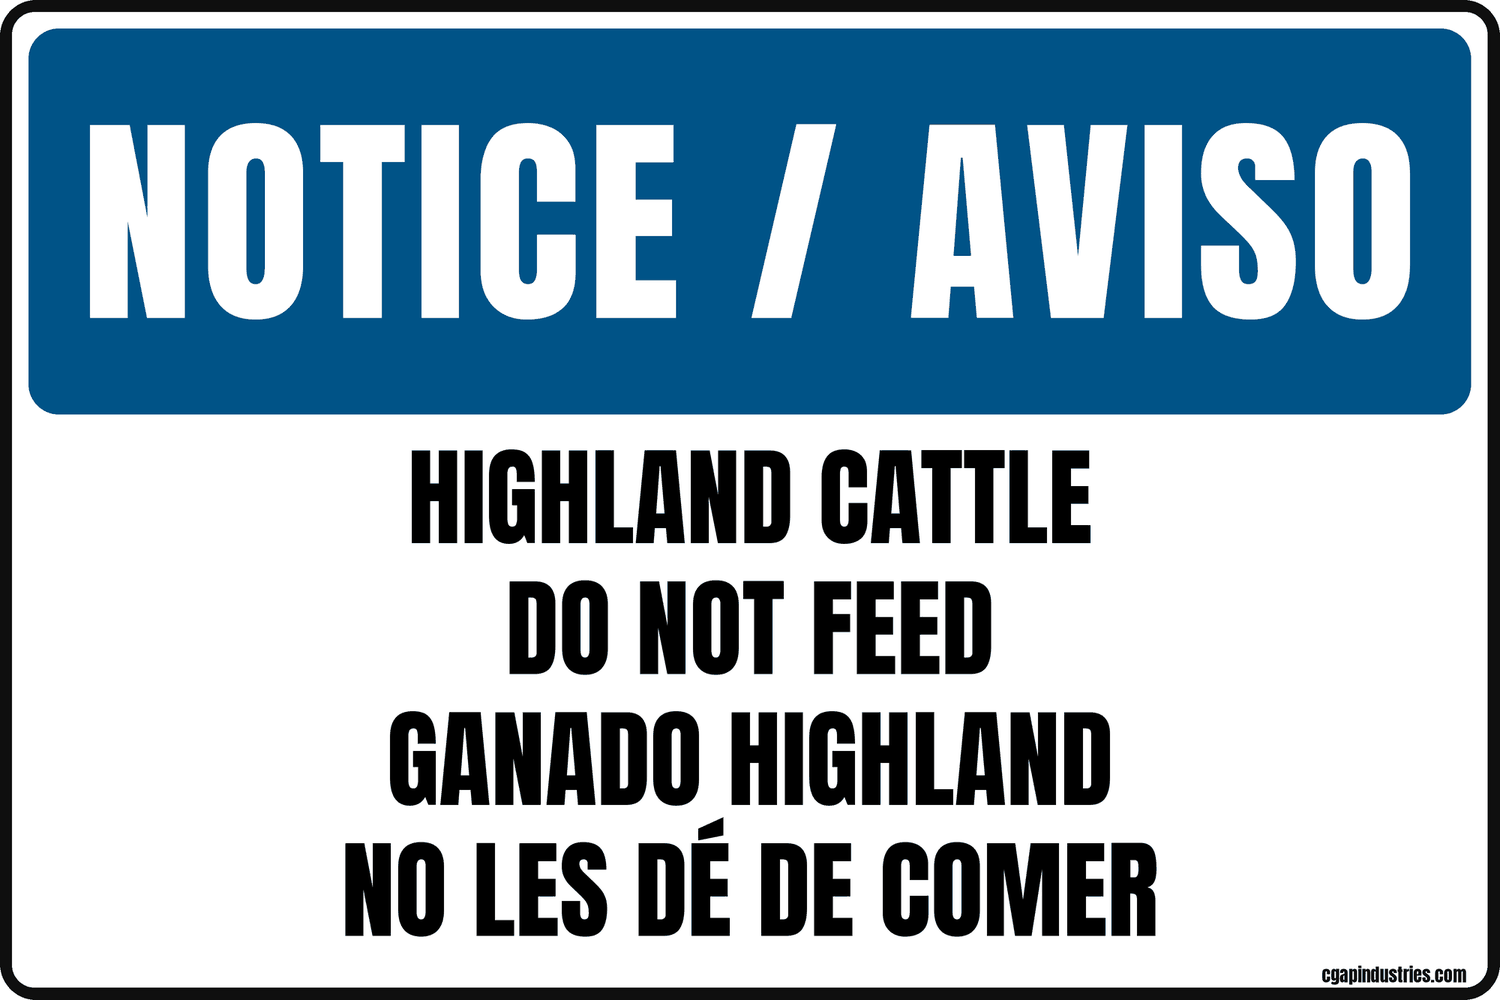 NOTICE / AVISO
HIGHLAND CATTLE
DO NOT FEED
GANADO HIGHLAND
NO LES DÉ DE COMER
cgapindustries.com